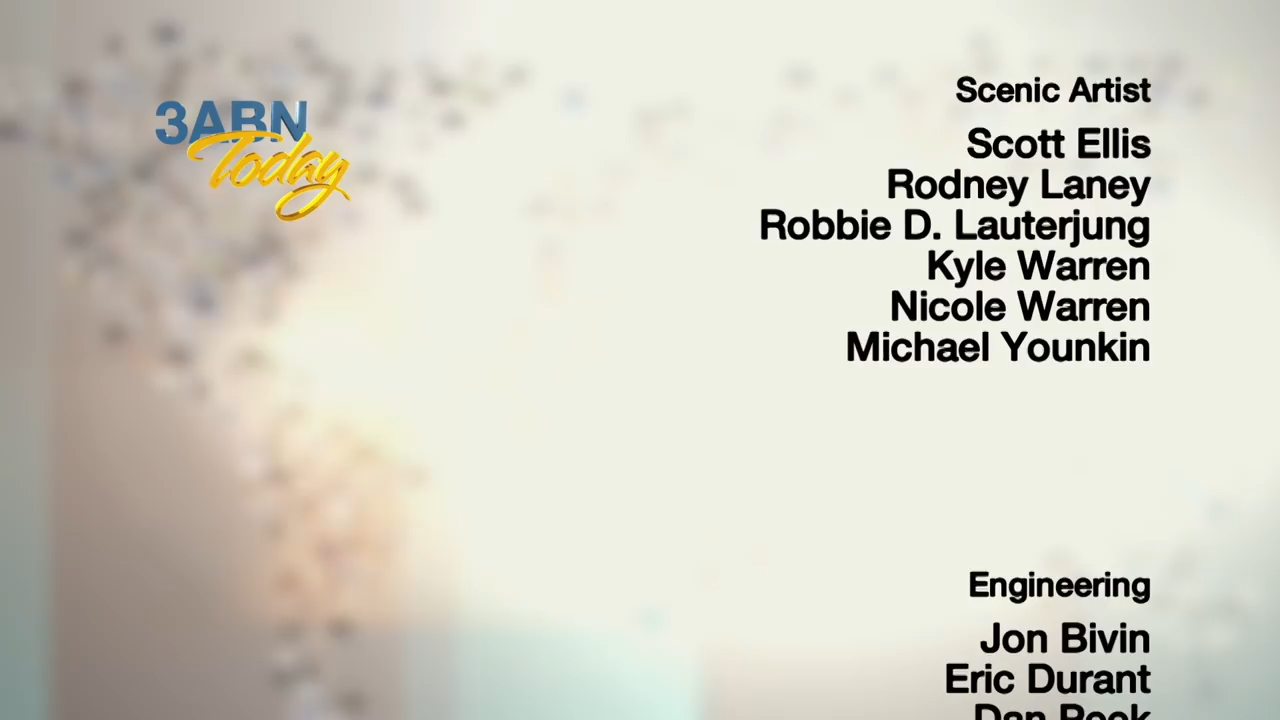 3ABN
Today
Scenic Artist
Scott Ellis
Rodney Laney
Robbie D. Lauterjung
Kyle Warren
Nicole Warren
Michael Younkin
Engineering
Jon Bivin
Eric Durant
Dan